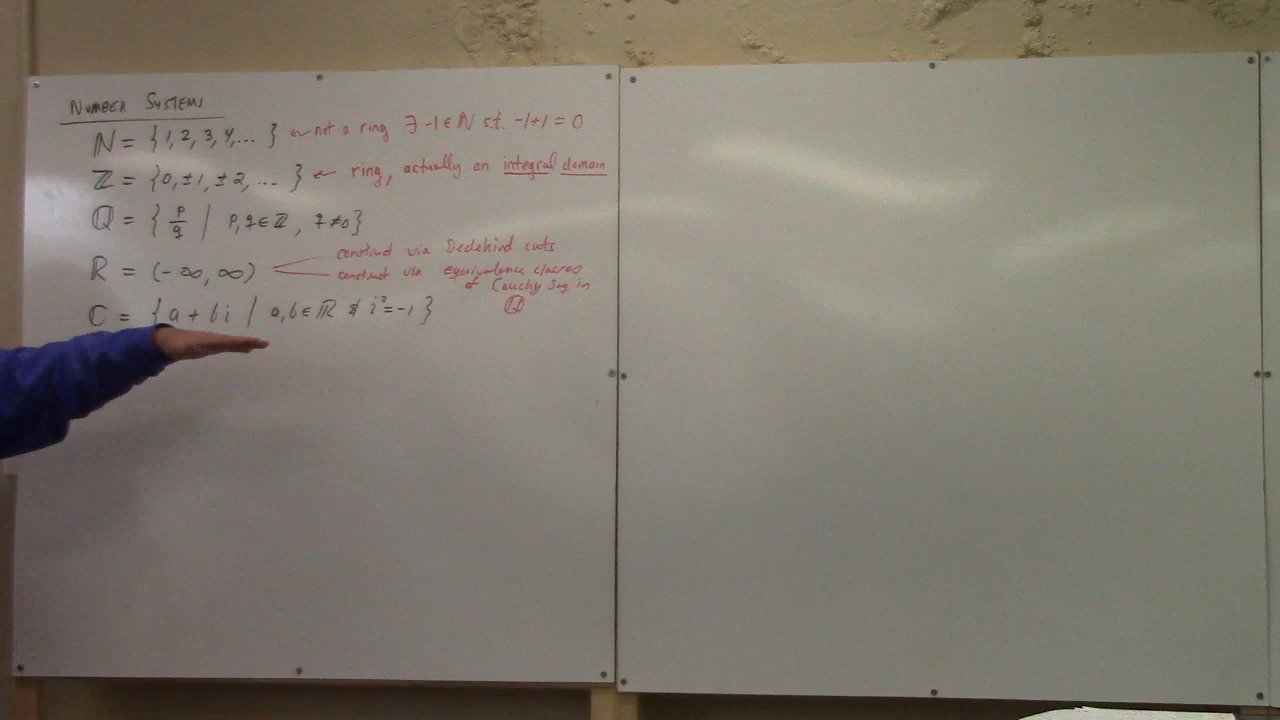 NUMBER SYSTEMS
ℕ = {1, 2, 3, 4, ... } ← not a ring ∃ -1 ∈ ℕ s.t. -1+1 = 0
ℤ = {0, ±1, ±2, ... } ← ring, actually an integral domain
ℚ = { p/q | p,q ∈ ℤ , q ≠ 0}
construct via Dedekind cuts
ℝ = (-∞, ∞)
construct via equivalence classes
of Cauchy Seq in
ℚ
ℂ = { a + bi | a,b ∈ ℝ & i² = -1 }